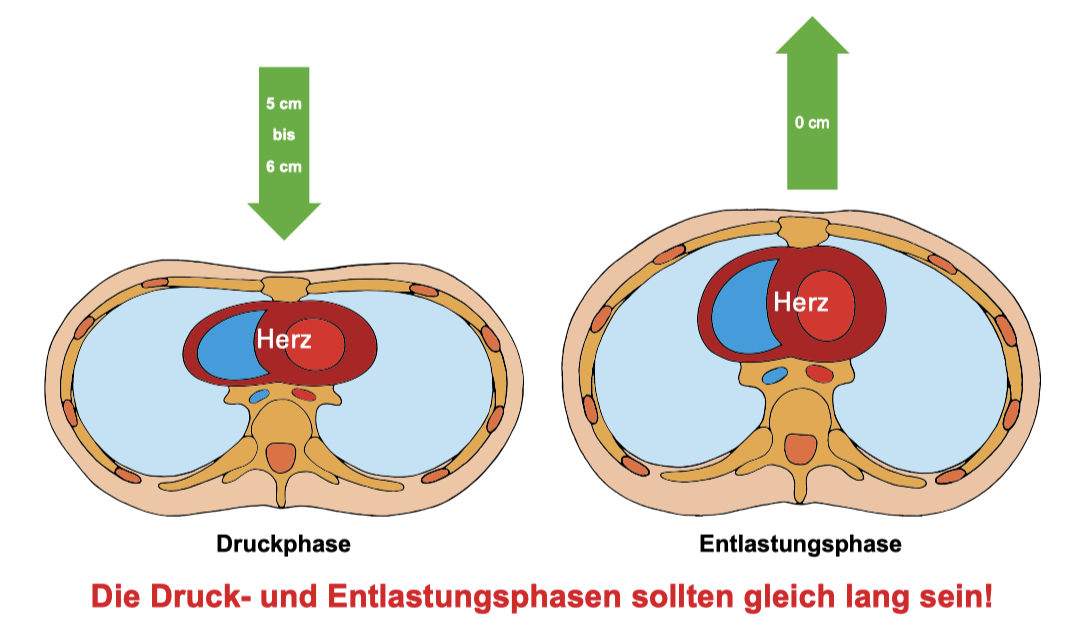 5 cm
bis
6 cm
0 cm
Herz
Herz
Druckphase
Entlastungsphase
Die Druck- und Entlastungsphasen sollten gleich lang sein!